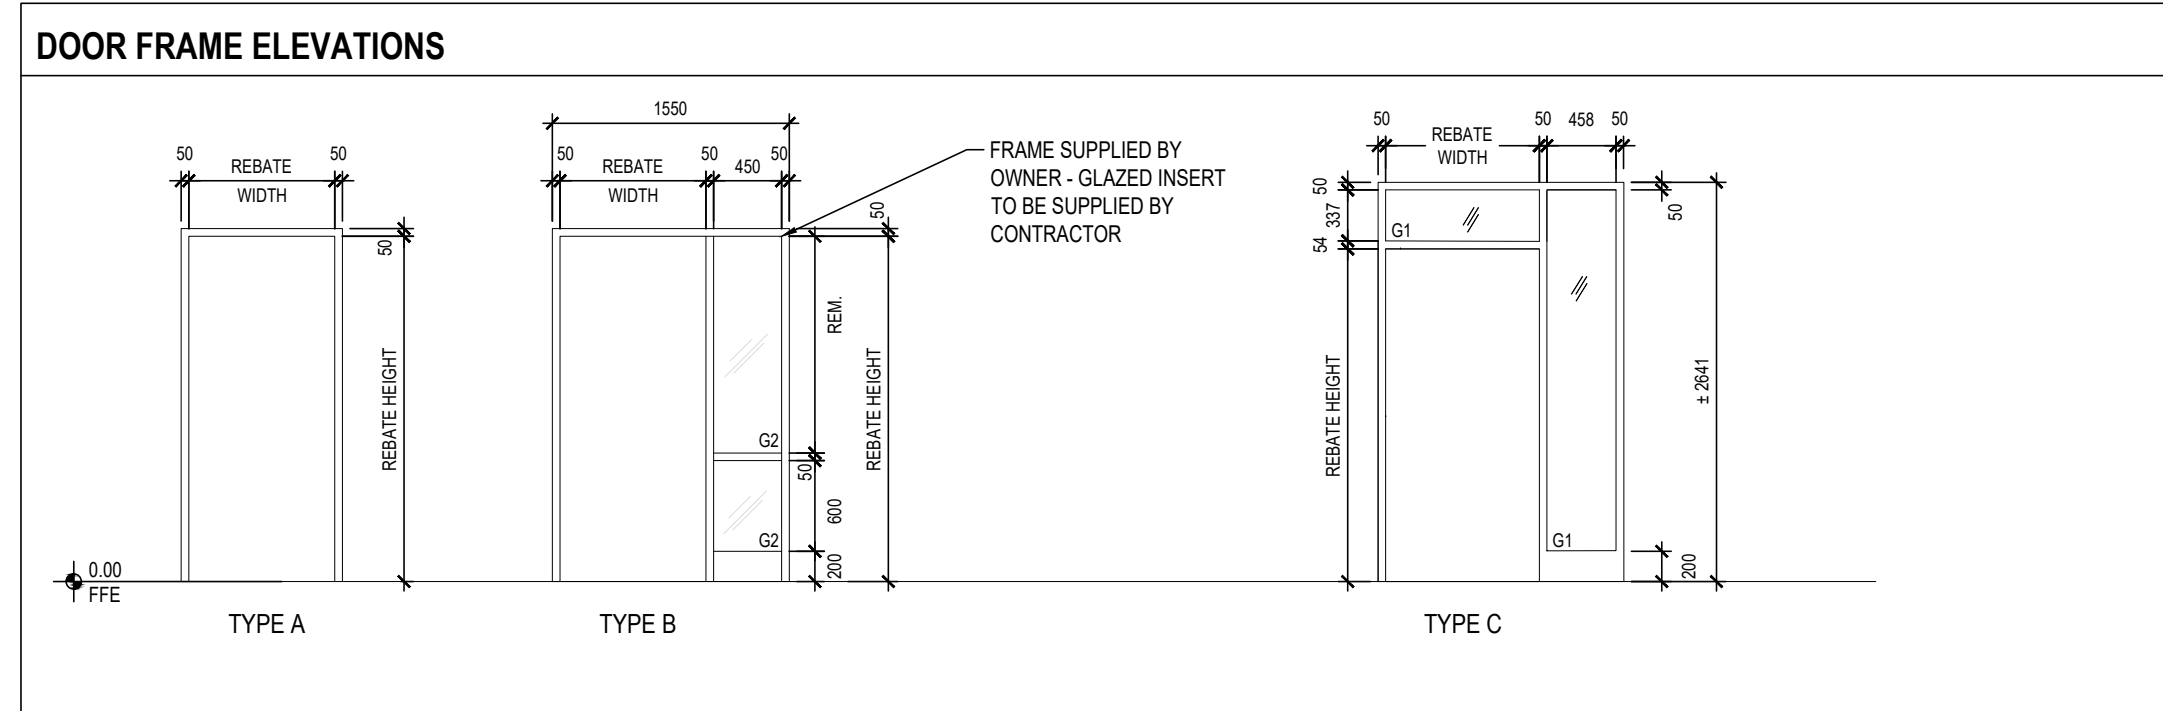 DOOR FRAME ELEVATIONS
50
REBATE
WIDTH
50
50
REBATE HEIGHT
0.00
FFE
TYPE A
1550
50
REBATE
WIDTH
50
450
50
FRAME SUPPLIED BY
OWNER - GLAZED INSERT
TO BE SUPPLIED BY
CONTRACTOR
50
REM.
REBATE HEIGHT
G2
50
600
G2
200
TYPE B
50
REBATE
WIDTH
50
458
50
50
337
54
REBATE HEIGHT
G1
50
± 2641
G1
200
TYPE C